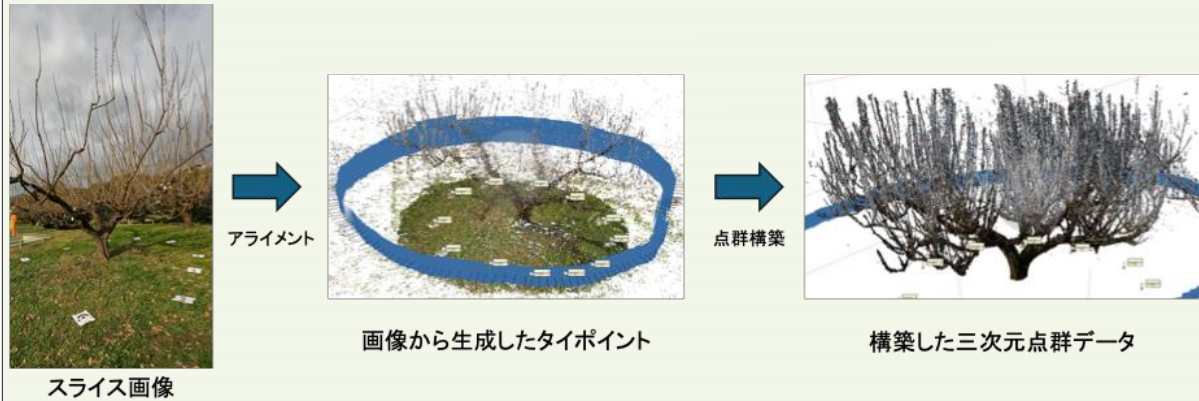 スライス画像
アライメント
画像から生成したタイポイント
点群構築
構築した三次元点群データ